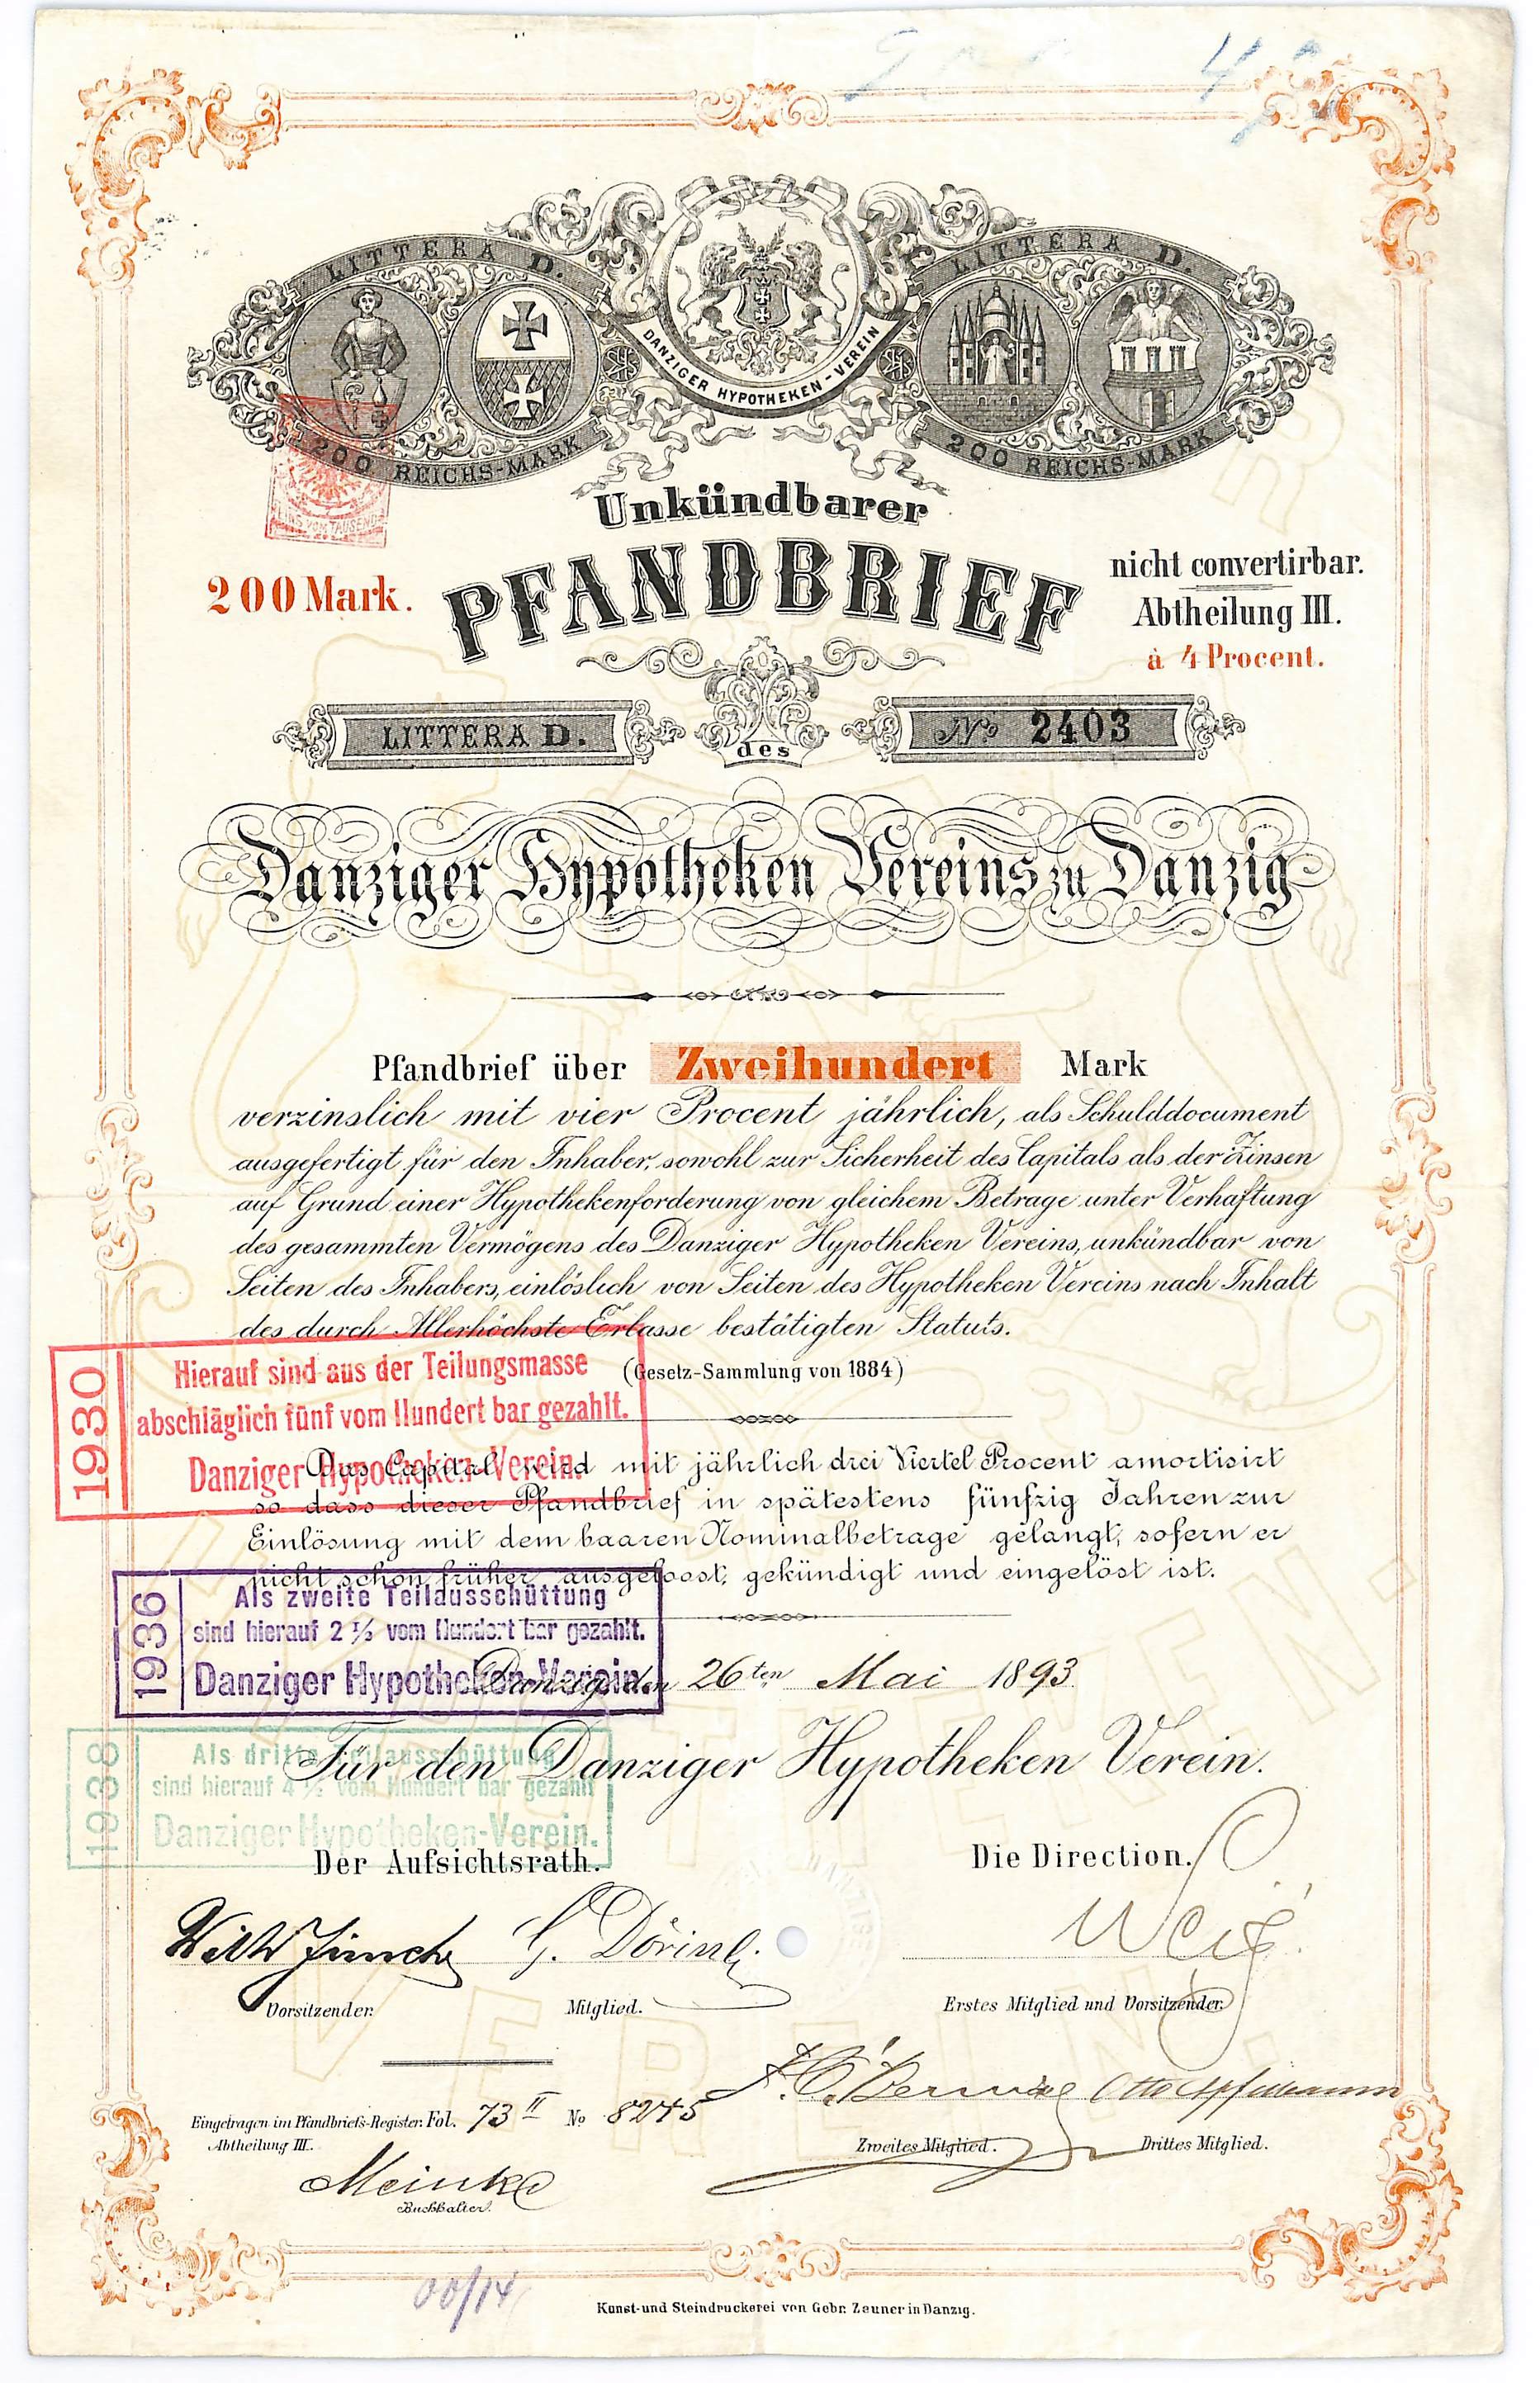 LITTERA D.
LITTERA D.
DANZIGER HYPOTHEKEN-VEREIN
200 REICHS-MARK
200 REICHS-MARK
EINS VOM TAUSEND
Unkündbarer
200 Mark.
PFANDBRIEF
nicht convertirbar.
Abtheilung III.
à 4 Procent.
LITTERA D.
des
No 2403
Danziger Hypotheken Vereins zu Danzig
Pfandbrief über Zweihundert Mark
verzinslich mit vier Procent jährlich, als Schulddocument
ausgefertigt für den Inhaber, sowohl zur Sicherheit des Capitals als der Zinsen
auf Grund einer Hypothekenforderung von gleichem Betrage unter Verhaftung
des gesammten Vermögens des Danziger Hypotheken Vereins, unkündbar von
Seiten des Inhabers, einlöslich von Seiten des Hypotheken Vereins nach Inhalt
des durch Allerhöchste Erlasse bestätigten Statuts.
(Gesetz-Sammlung von 1884)
1930
Hierauf sind aus der Teilungsmasse
abschläglich fünf vom Hundert bar gezahlt.
Danziger Hypotheken-Verein.
Das Capital wird mit jährlich drei Viertel Procent amortisirt
so dass dieser Pfandbrief in spätestens fünfzig Jahren zur
Einlösung mit dem baaren Nominalbetrage gelangt, sofern er
nicht schon früher ausgeloost, gekündigt und eingelöst ist.
1936
Als zweite Teilausschüttung
sind hierauf 2 ½ vom Hundert bar gezahlt.
Danziger Hypotheken-Verein.
Danzig, den 26ten Mai 1893.
1938
Als dritte Teilausschüttung
sind hierauf 4 ½ vom Hundert bar gezahlt
Danziger Hypotheken-Verein.
Für den Danziger Hypotheken Verein.
Der Aufsichtsrath.
Die Direction.
Vorsitzender.
Mitglied.
Erstes Mitglied und Vorsitzender.
Eingetragen im Pfandbriefs-Register Fol. 73 II No 8245
Abtheilung III.
Zweites Mitglied.
Drittes Mitglied.
Meinke
Buchhalter.
00/14
Kunst-und Steindruckerei von Gebr. Zeuner in Danzig.